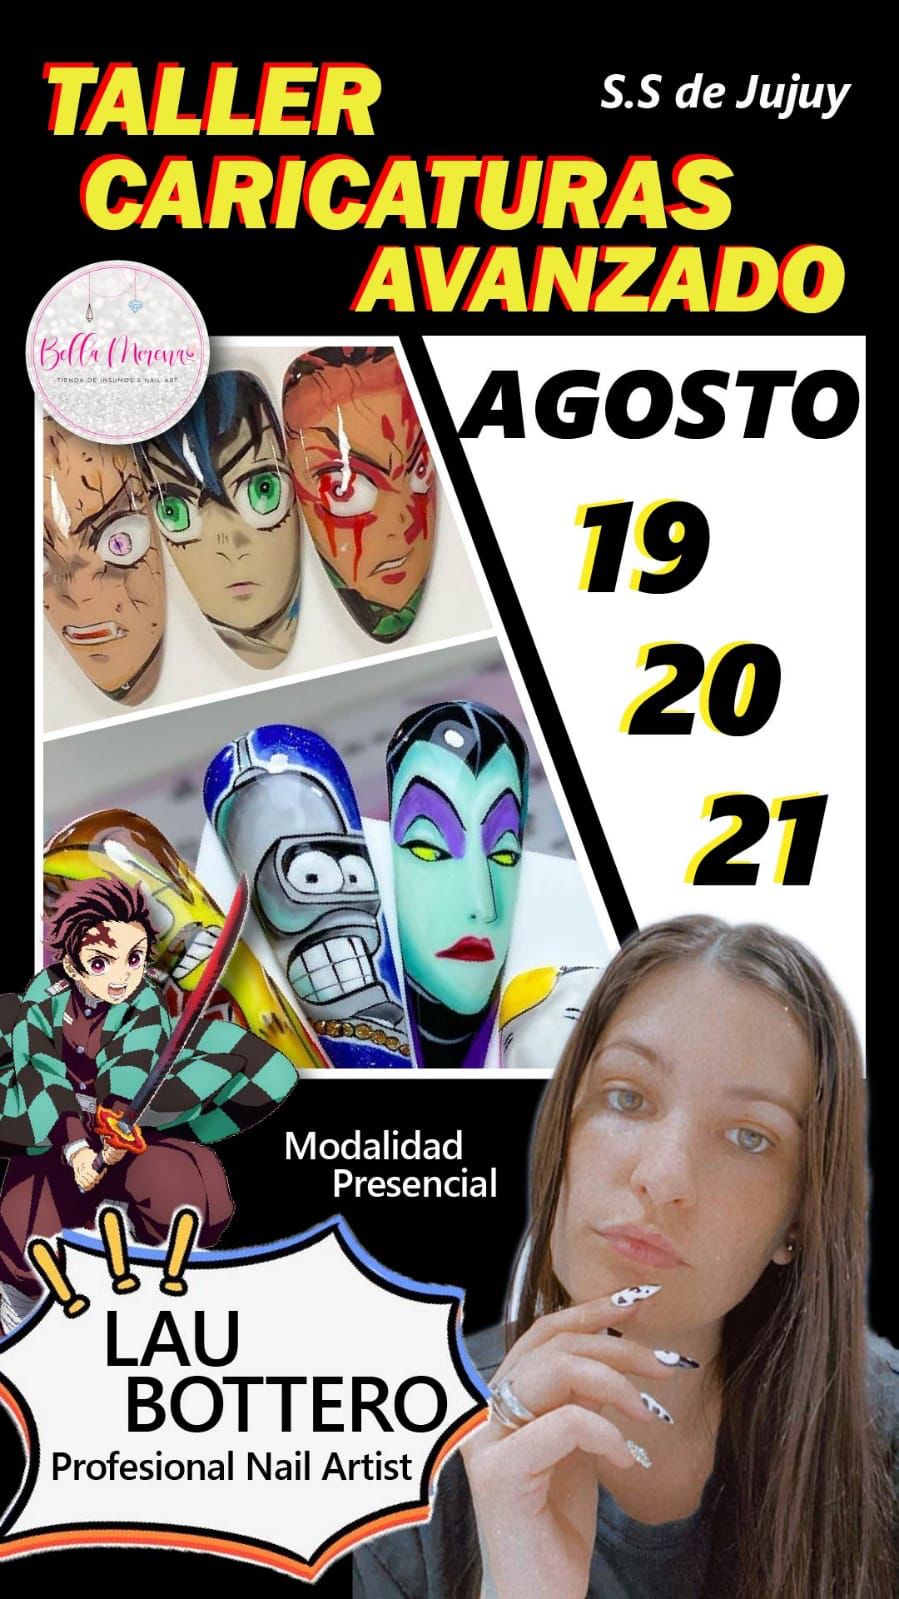 TALLER
S.S de Jujuy
CARICATURAS
AVANZADO
Bella Morena
TIENDA DE INSUMOS & NAIL ART
AGOSTO
19
20
21
Modalidad
Presencial
!!!
LAU
BOTTERO
Profesional Nail Artist